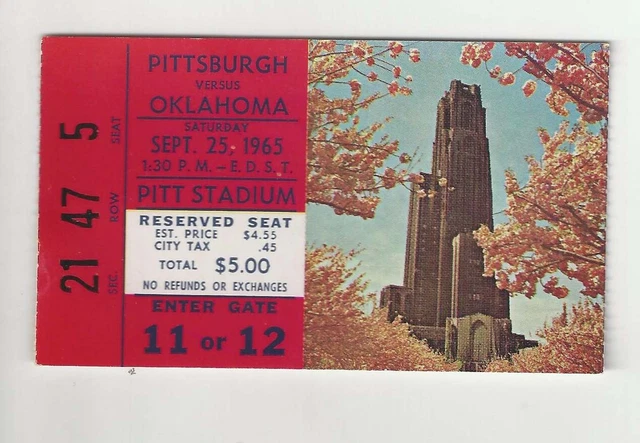 21 47 5
SEC. ROW SEAT
PITTSBURGH
VERSUS
OKLAHOMA
SATURDAY
SEPT. 25, 1965
1:30 P.M. – E.D.S.T.
PITT STADIUM
RESERVED SEAT
EST. PRICE $4.55
CITY TAX .45
TOTAL $5.00
NO REFUNDS OR EXCHANGES
ENTER GATE
11 or 12